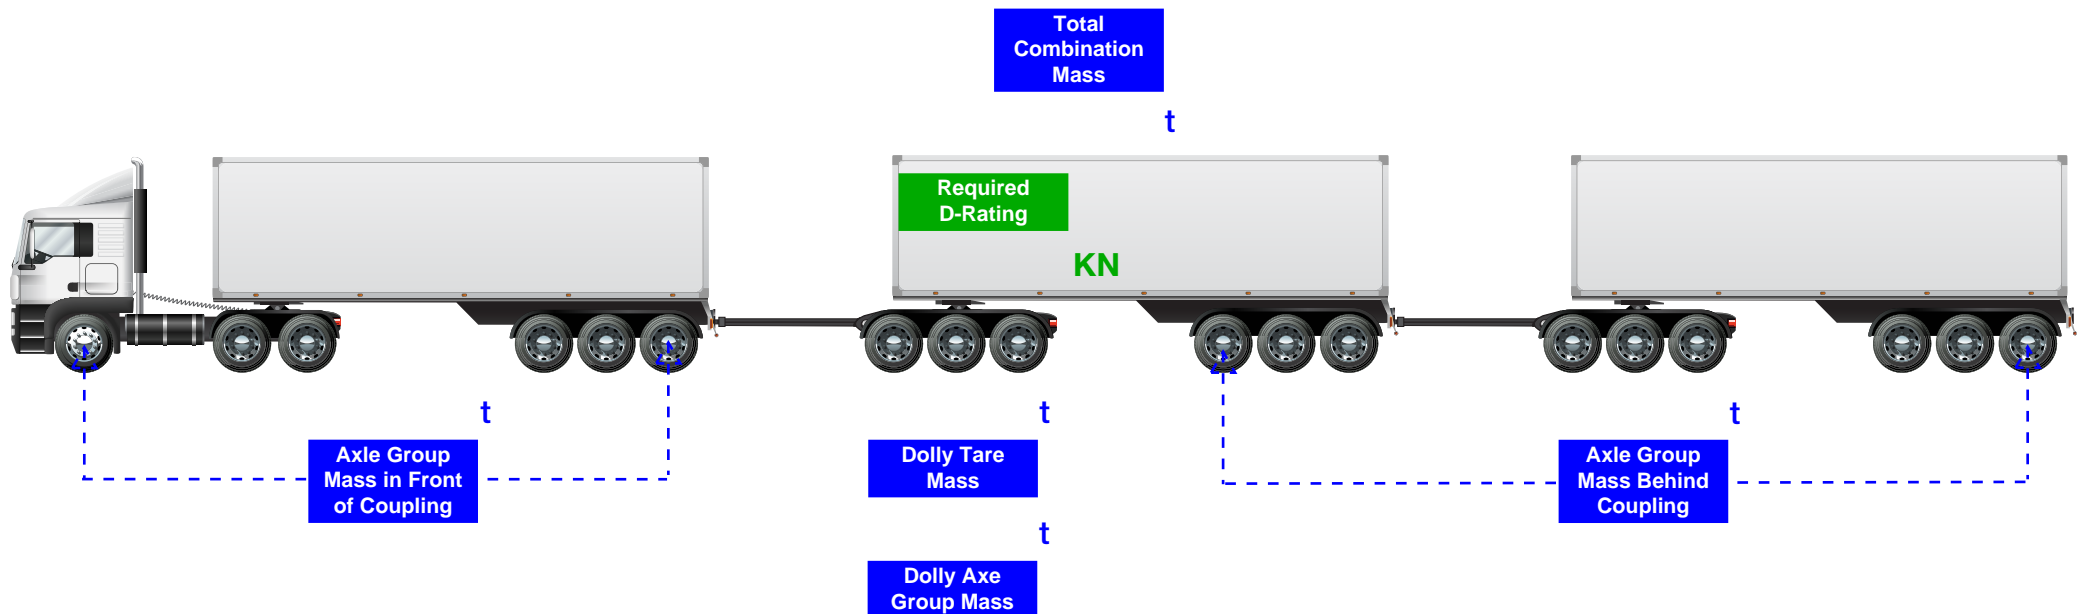 Total
Combination
Mass
t
Required
D-Rating
KN
t
t
t
Axle Group
Mass in Front
of Coupling
Dolly Tare
Mass
Axle Group
Mass Behind
Coupling
t
Dolly Axe
Group Mass